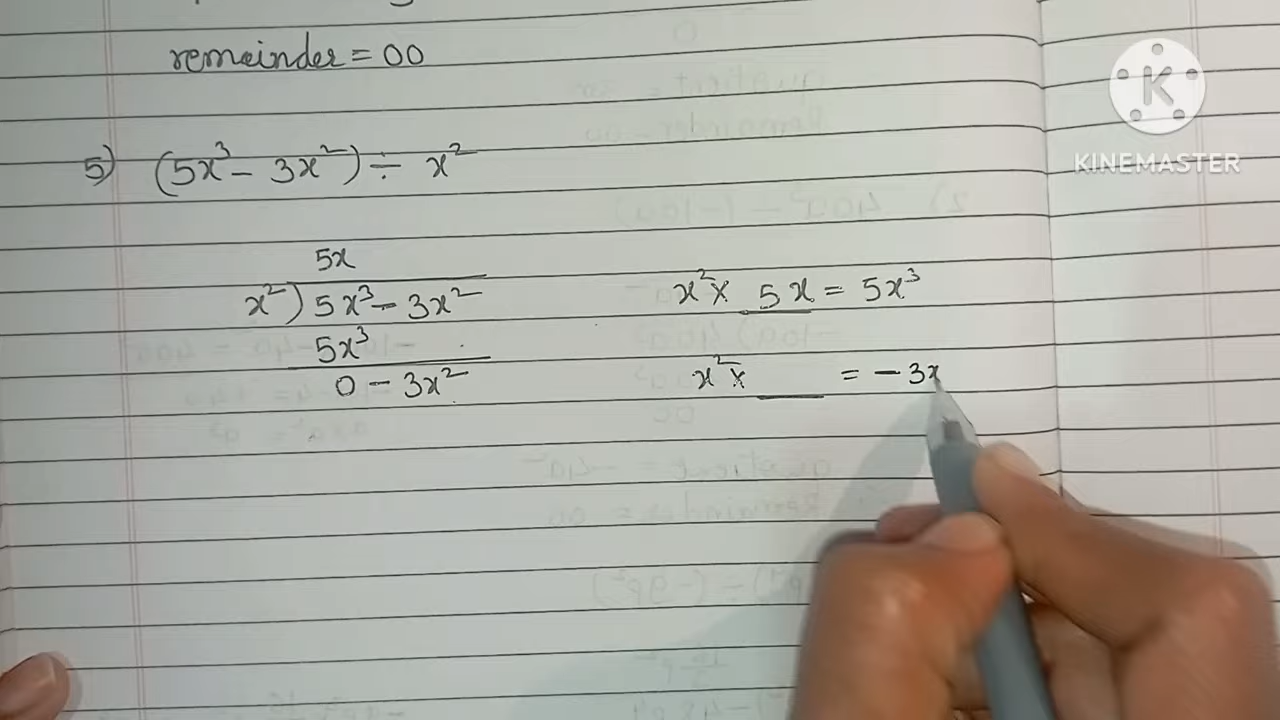 remainder = 00
K
KINEMASTER
5) (5x³ - 3x²) ÷ x²
5x
x²) 5x³ - 3x²
5x³
0 - 3x²
x² × 5x = 5x³
x² × ___ = - 3x